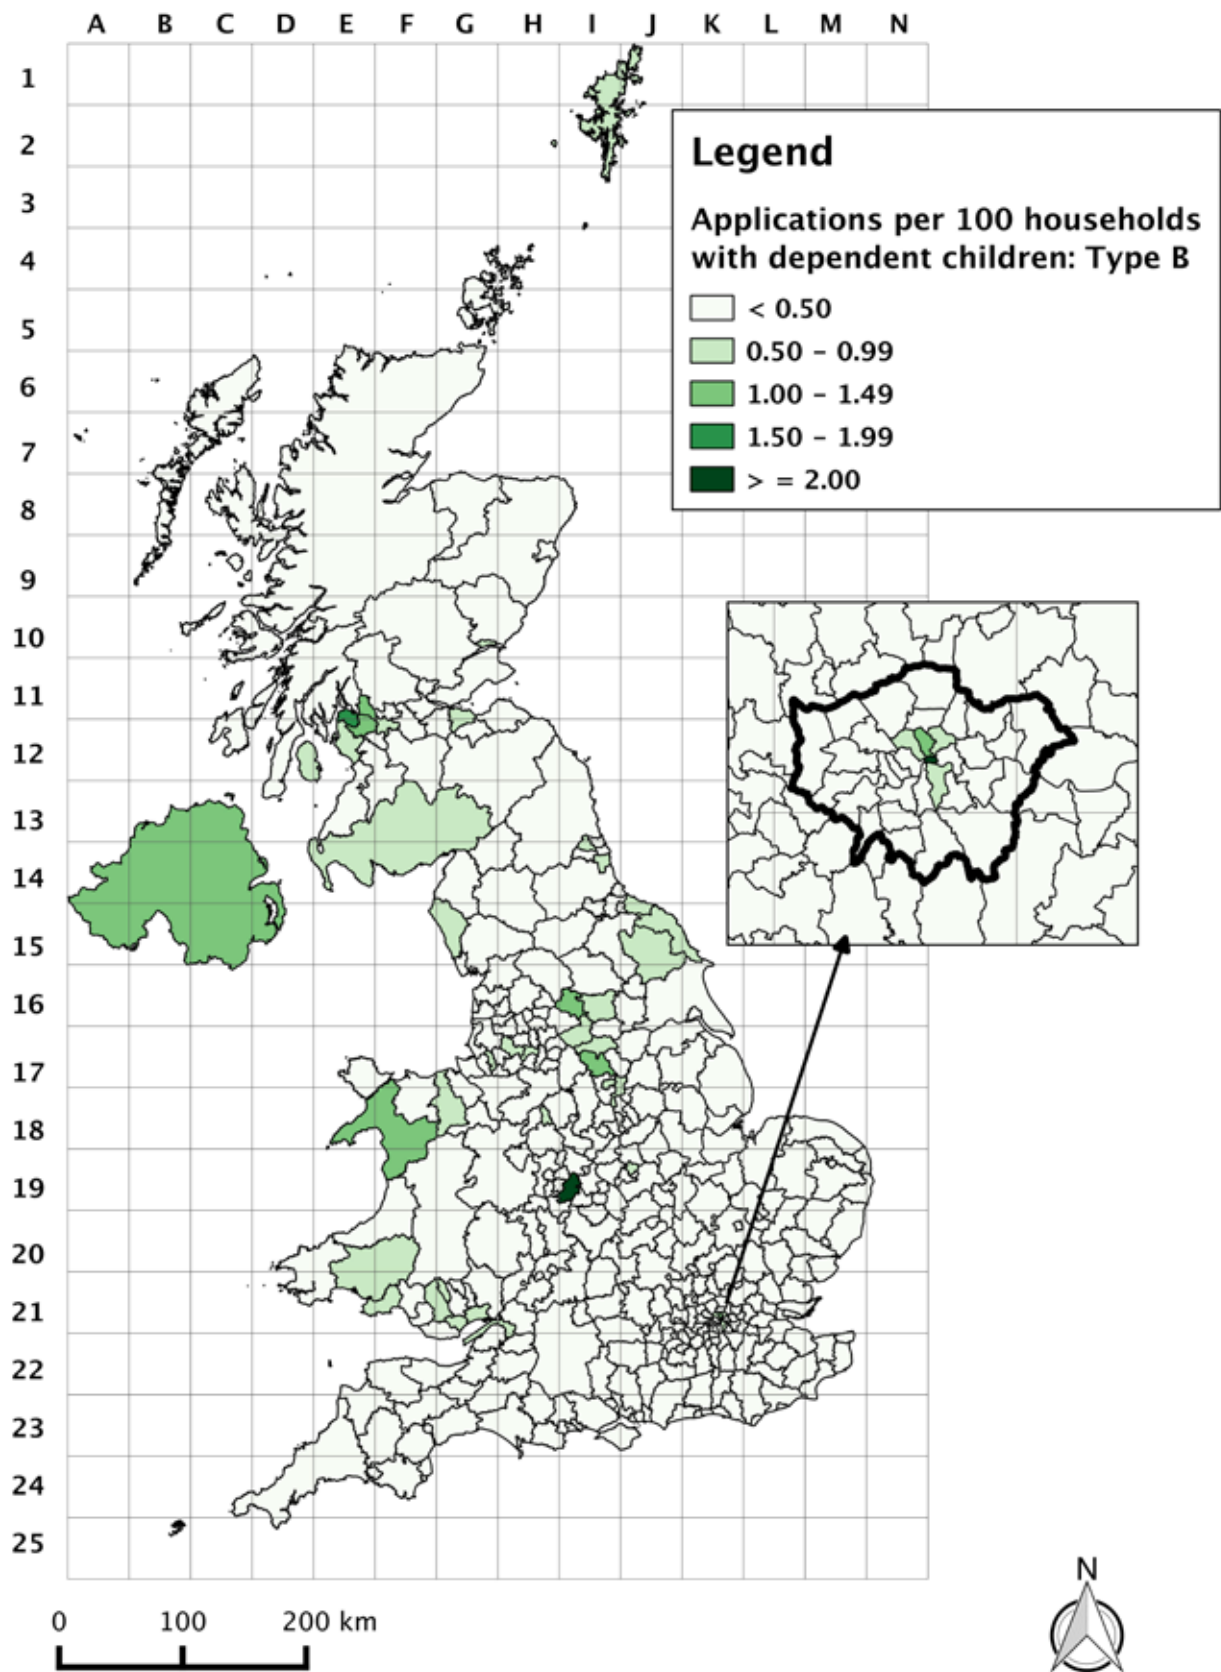 A B C D E F G H I J K L M N
1
2
3
4
5
6
7
8
9
10
11
12
13
14
15
16
17
18
19
20
21
22
23
24
25
Legend
Applications per 100 households
with dependent children: Type B
< 0.50
0.50 – 0.99
1.00 – 1.49
1.50 – 1.99
> = 2.00
0 100 200 km
N